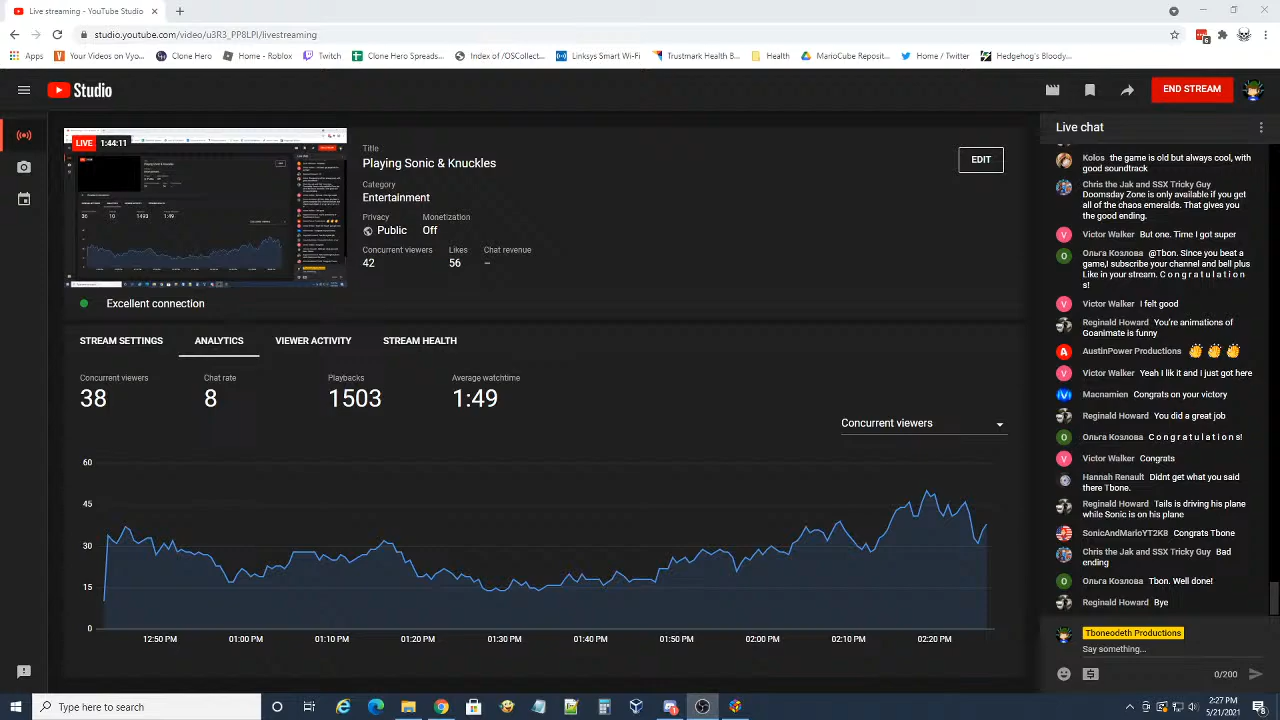 Live streaming - YouTube Studio
studio.youtube.com/video/u3R3_PP8LPI/livestreaming
Apps Your Videos on Vi... Clone Hero Home - Roblox Twitch Clone Hero Spreads... Index of /OSCollect... Linksys Smart Wi-Fi Trustmark Health B... Health MarioCube Reposit... Home / Twitter Hedgehog's Bloody...
Studio
END STREAM
LIVE 1:44:11
Title
Playing Sonic & Knuckles
Category
Entertainment
Privacy Monetization
Public Off
Concurrent viewers Likes revenue
42 56 –
Excellent connection
STREAM SETTINGS ANALYTICS VIEWER ACTIVITY STREAM HEALTH
Concurrent viewers Chat rate Playbacks Average watchtime
38 8 1503 1:49
Concurrent viewers
60
45
30
15
0
12:50 PM 01:00 PM 01:10 PM 01:20 PM 01:30 PM 01:40 PM 01:50 PM 02:00 PM 02:10 PM 02:20 PM
Live chat
Kores are game is often so cool, with
good soundtrack
Chris the Jak and SSX Tricky Guy
Doomsday zone is only available if you get
all of the chaos emeralds. That gives you
the good ending.
Victor Walker But one. Time I got super
Ольга Козлова @Tbon, since you beat a
game,I subscribe you channel and bell plus
Like in your stream. C o n g r a t u l a t i o n
s!
Victor Walker I felt good
Reginald Howard You're animations of
Goanimate is funny
AustinPower Productions 👏👏👏
Victor Walker Yeah I lik it and I just got here
Macnamien Congrats on your victory
Reginald Howard You did a great job
Ольга Козлова C o n g r a t u l a t i o n s!
Victor Walker Congrats
Hannah Renault Didnt get what you said
there Tbone.
Reginald Howard Tails is driving his plane
while Sonic is on his plane
SonicAndMarioYT2K8 Congrats Tbone
Chris the Jak and SSX Tricky Guy Bad
ending
Ольга Козлова Tbon. Well done!
Reginald Howard Bye
Tboneodeth Productions
Say something...
0/200
Type here to search
2:27 PM
5/21/2021